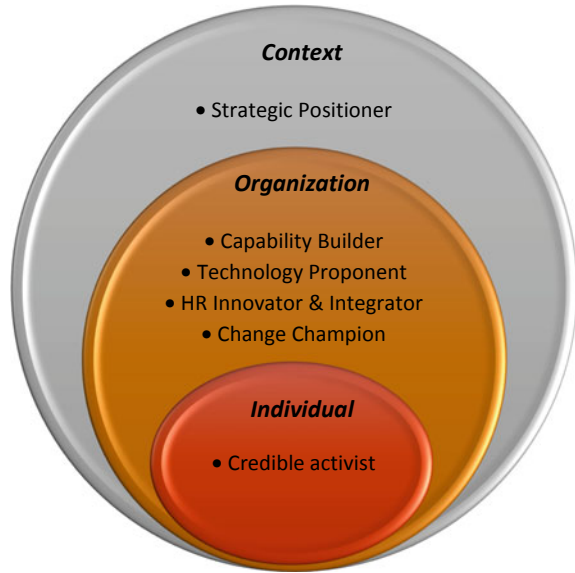 Context
• Strategic Positioner
Organization
• Capability Builder
• Technology Proponent
• HR Innovator & Integrator
• Change Champion
Individual
• Credible activist